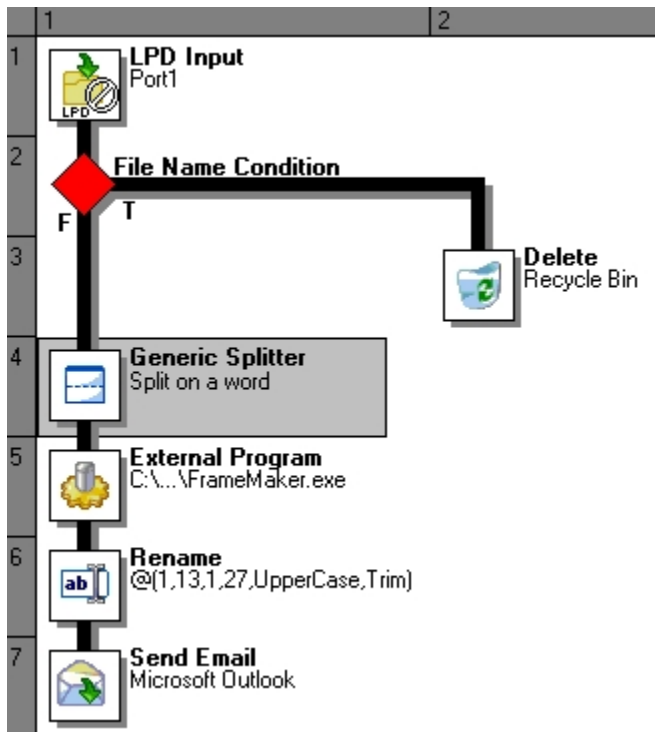 1
2
1
LPD Input
Port1
LPD
2
File Name Condition
F
T
3
Delete
Recycle Bin
4
Generic Splitter
Split on a word
5
External Program
C:\...\FrameMaker.exe
6
Rename
ab
@(1,13,1,27,UpperCase,Trim)
7
Send Email
Microsoft Outlook